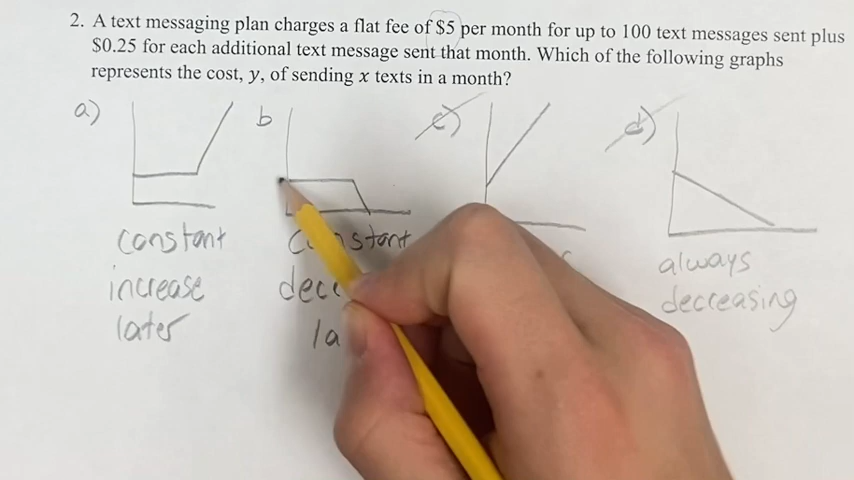 2. A text messaging plan charges a flat fee of $5 per month for up to 100 text messages sent plus
$0.25 for each additional text message sent that month. Which of the following graphs
represents the cost, y, of sending x texts in a month?
a) b c) d)
constant
increase
later
constant
always
decreasing